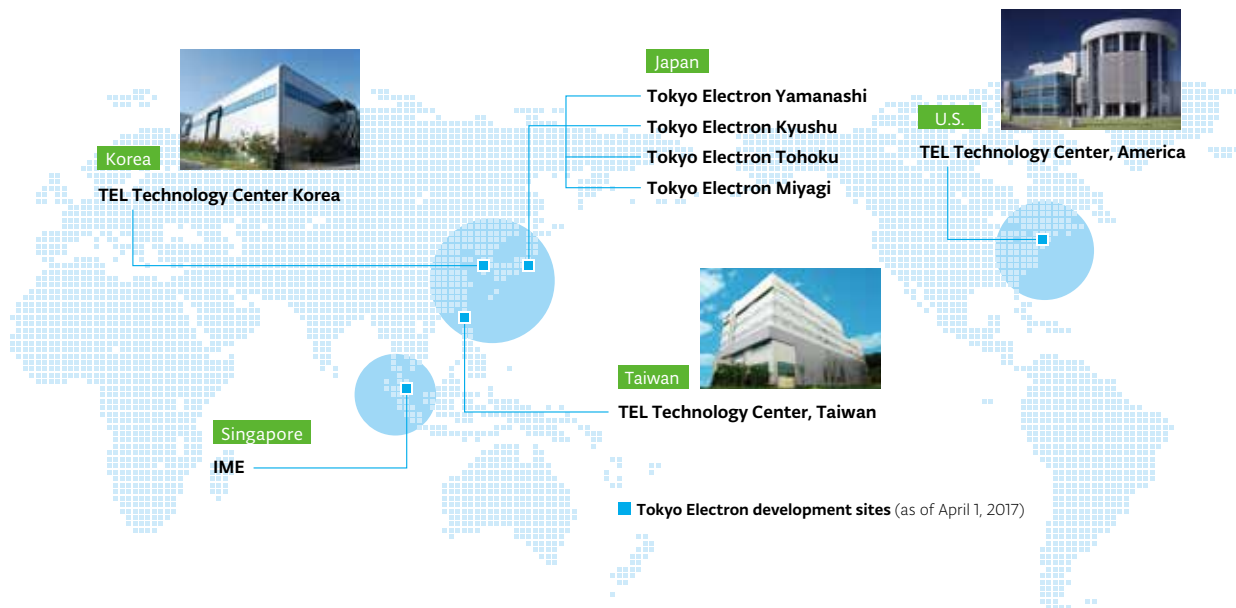 Korea
TEL Technology Center Korea
Japan
Tokyo Electron Yamanashi
Tokyo Electron Kyushu
Tokyo Electron Tohoku
Tokyo Electron Miyagi
U.S.
TEL Technology Center, America
Taiwan
TEL Technology Center, Taiwan
Singapore
IME
Tokyo Electron development sites (as of April 1, 2017)